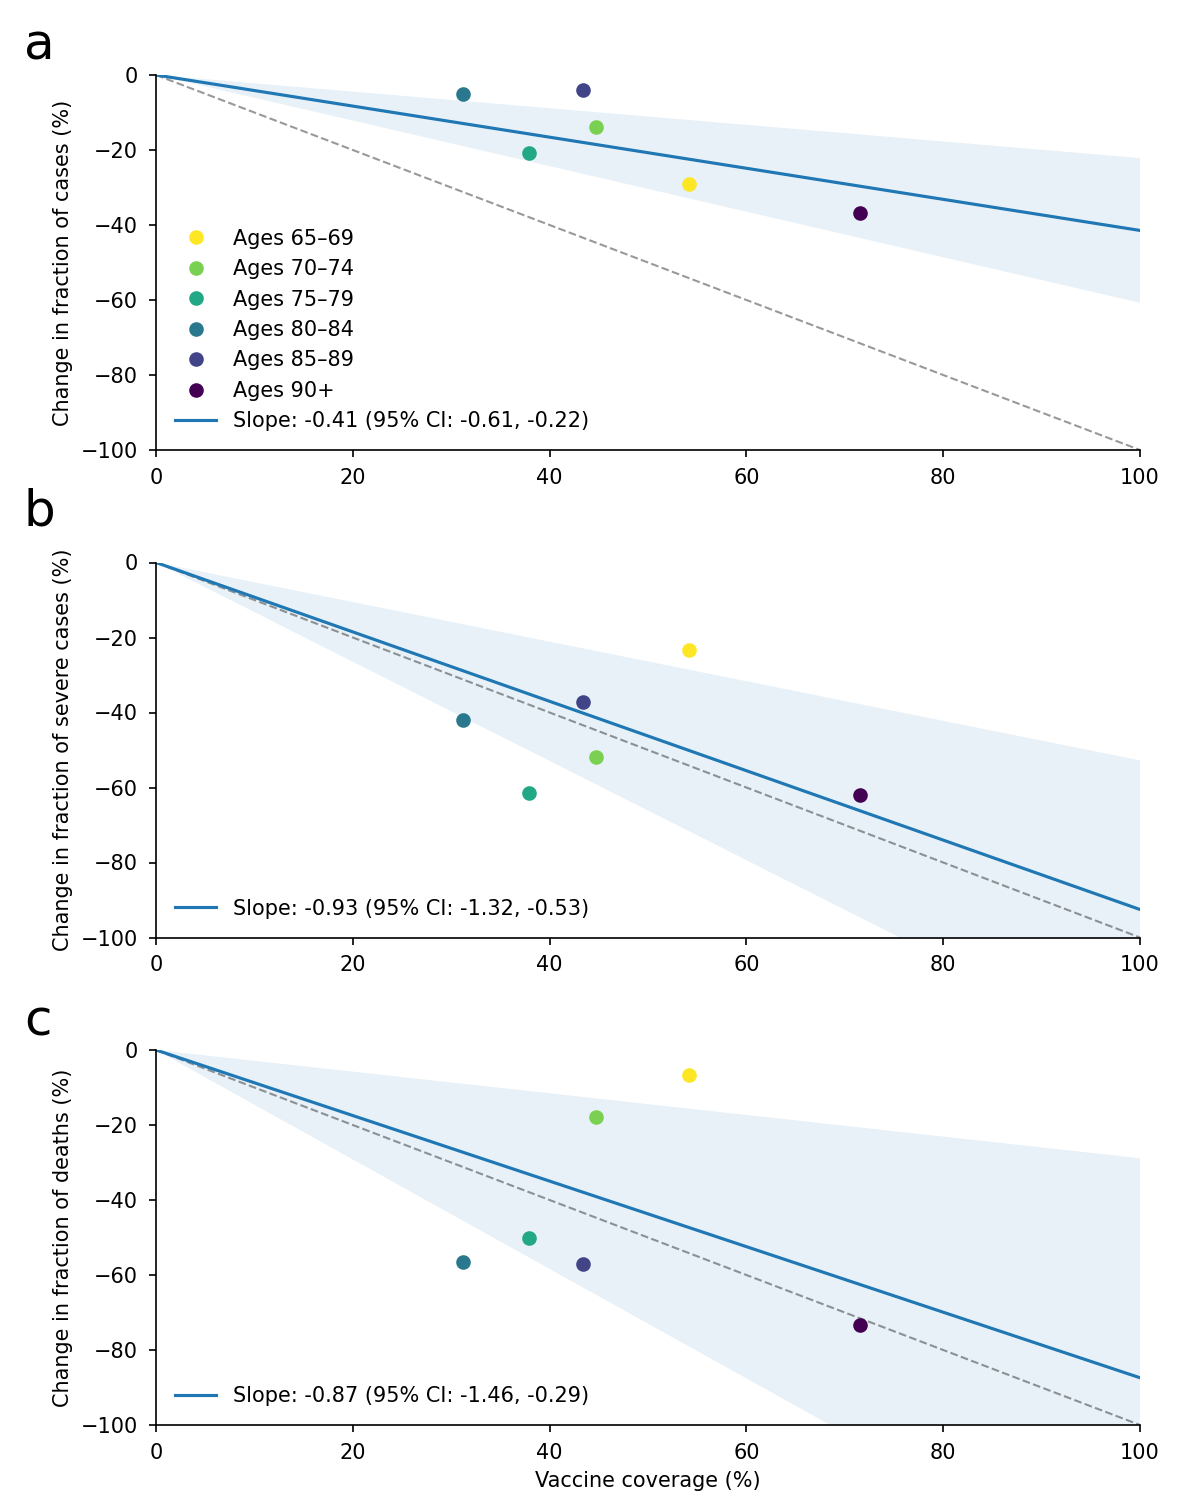 a
Change in fraction of cases (%)
0
−20
−40
−60
−80
−100
Ages 65–69
Ages 70–74
Ages 75–79
Ages 80–84
Ages 85–89
Ages 90+
Slope: -0.41 (95% CI: -0.61, -0.22)
0 20 40 60 80 100
b
Change in fraction of severe cases (%)
0
−20
−40
−60
−80
−100
Slope: -0.93 (95% CI: -1.32, -0.53)
0 20 40 60 80 100
c
Change in fraction of deaths (%)
0
−20
−40
−60
−80
−100
Slope: -0.87 (95% CI: -1.46, -0.29)
0 20 40 60 80 100
Vaccine coverage (%)